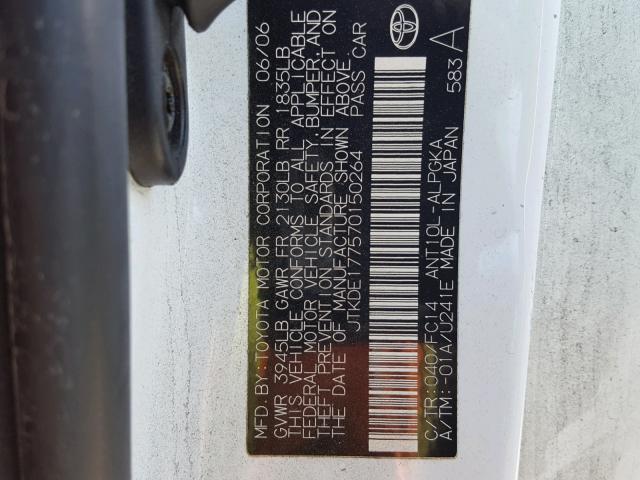 MFD.BY:TOYOTA MOTOR CORPORATION 06/06
GVWR 3945LB GAWR FR 2130LB RR 1835LB
THIS VEHICLE CONFORMS TO ALL APPLICABLE
FEDERAL MOTOR VEHICLE SAFETY, BUMPER, AND
THEFT PREVENTION STANDARDS IN EFFECT ON
THE DATE OF MANUFACTURE SHOWN ABOVE.
JTKDE177570150264 PASS CAR
C/TR:040/FC14 ANT10L-ALPGKA
A/TM:-01A/U241E MADE IN JAPAN 583 A